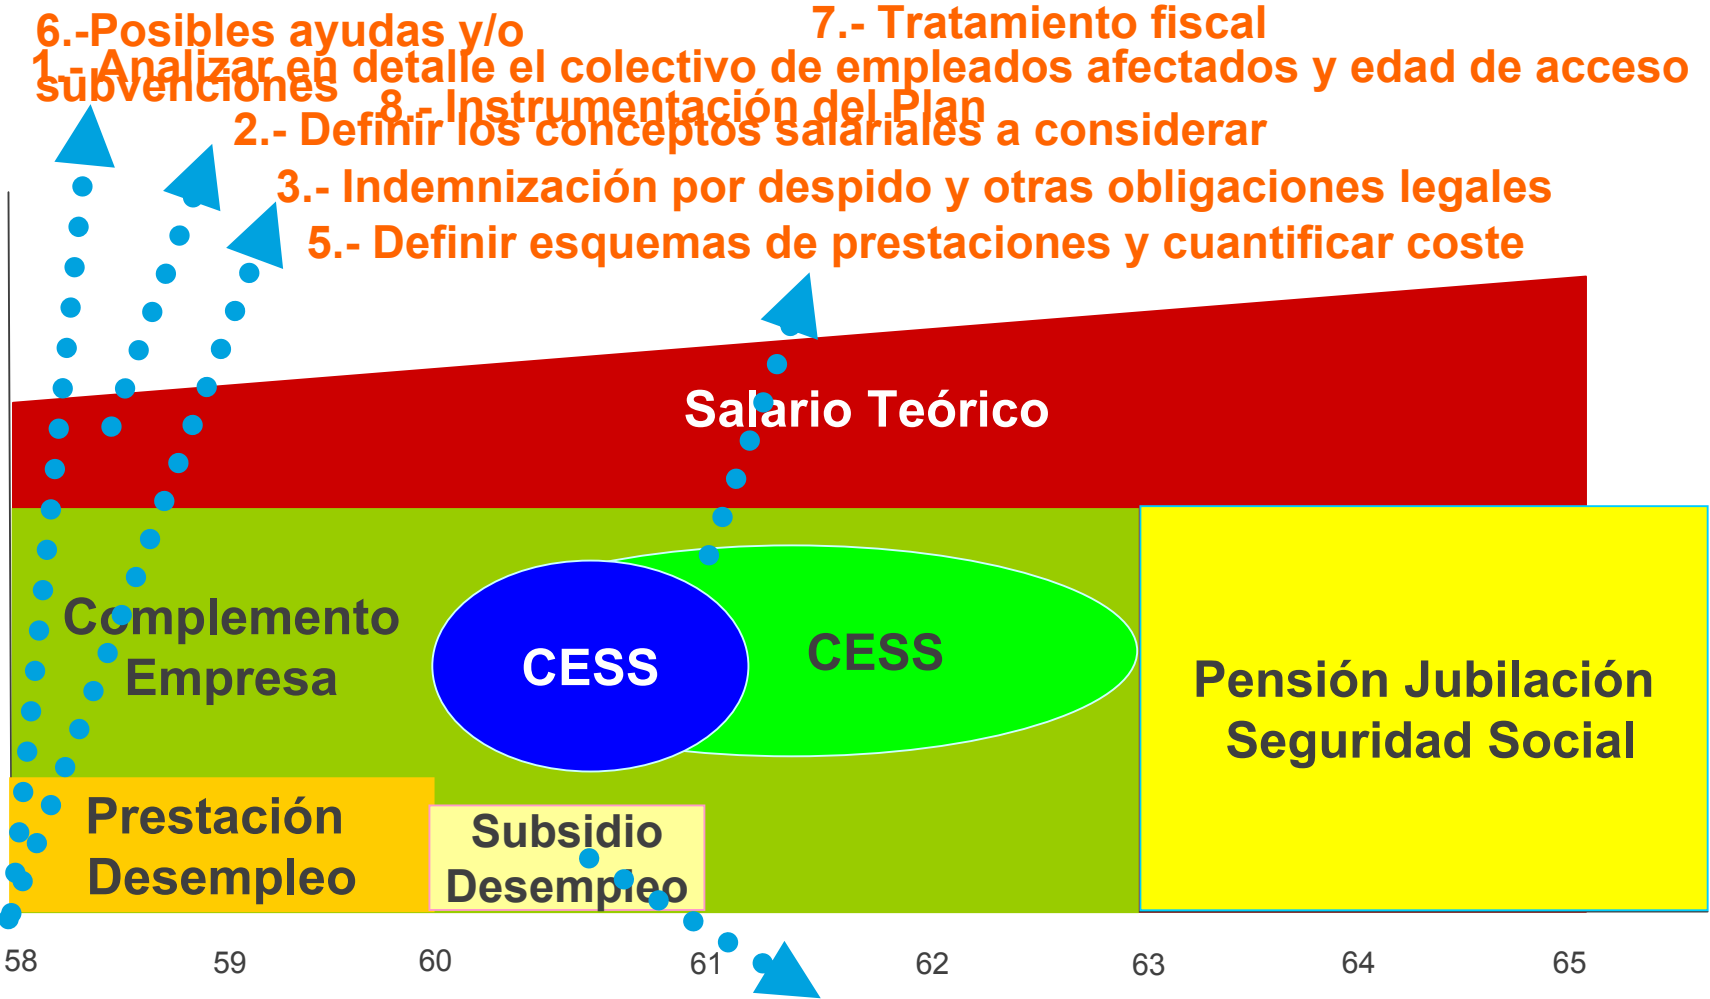 6.-Posibles ayudas y/o
subvenciones
7.- Tratamiento fiscal
1.- Analizar en detalle el colectivo de empleados afectados y edad de acceso
8.- Instrumentación del Plan
2.- Definir los conceptos salariales a considerar
3.- Indemnización por despido y otras obligaciones legales
5.- Definir esquemas de prestaciones y cuantificar coste
Salario Teórico
Complemento
Empresa
CESS
CESS
Pensión Jubilación
Seguridad Social
Prestación
Desempleo
Subsidio
Desempleo
58 59 60 61 62 63 64 65